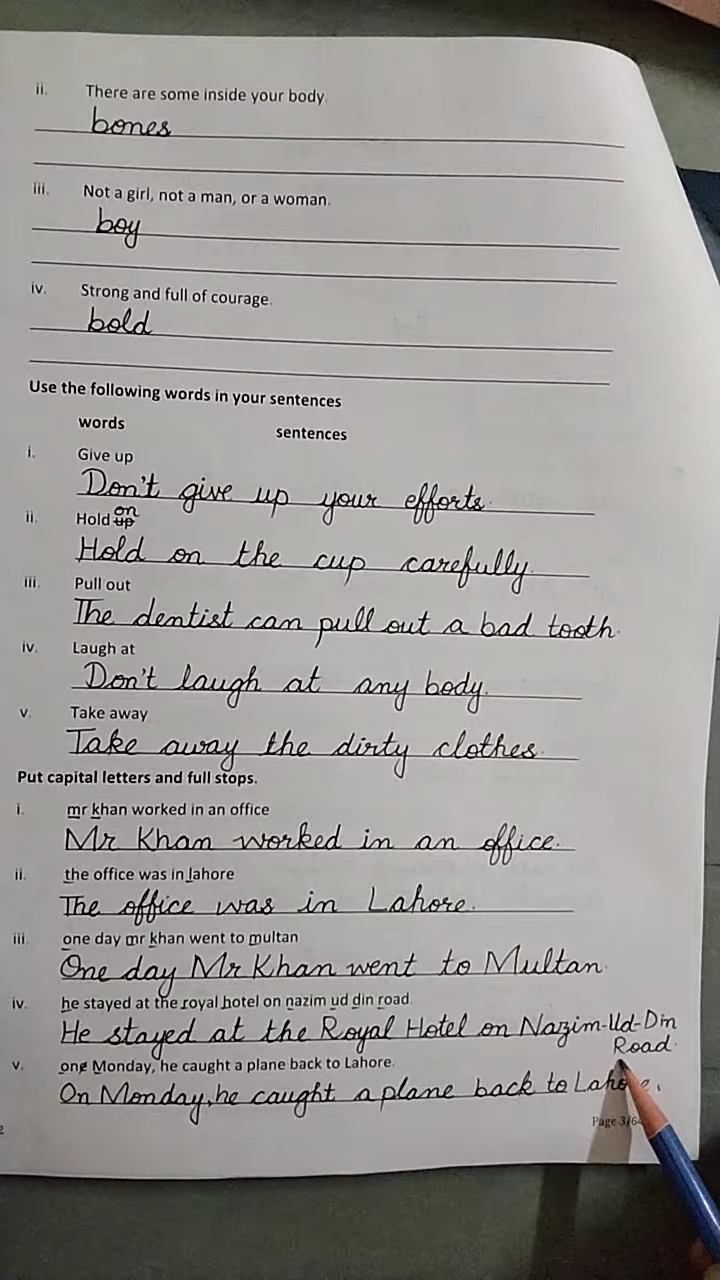 ii. There are some inside your body.
bones
iii. Not a girl, not a man, or a woman.
boy
iv. Strong and full of courage.
bold
Use the following words in your sentences
words sentences
i. Give up
Don't give up your efforts.
ii. Hold up on
Hold on the cup carefully.
iii. Pull out
The dentist can pull out a bad tooth.
iv. Laugh at
Don't laugh at any body.
v. Take away
Take away the dirty clothes.
Put capital letters and full stops.
i. mr khan worked in an office
Mr Khan worked in an office.
ii. the office was in lahore
The office was in Lahore.
iii. one day mr khan went to multan
One day Mr Khan went to Multan.
iv. he stayed at the royal hotel on nazim ud din road.
He stayed at the Royal Hotel on Nazim-Ud-Din
Road.
v. one Monday, he caught a plane back to Lahore.
On Monday, he caught a plane back to Lahore.
2 Page 3/64